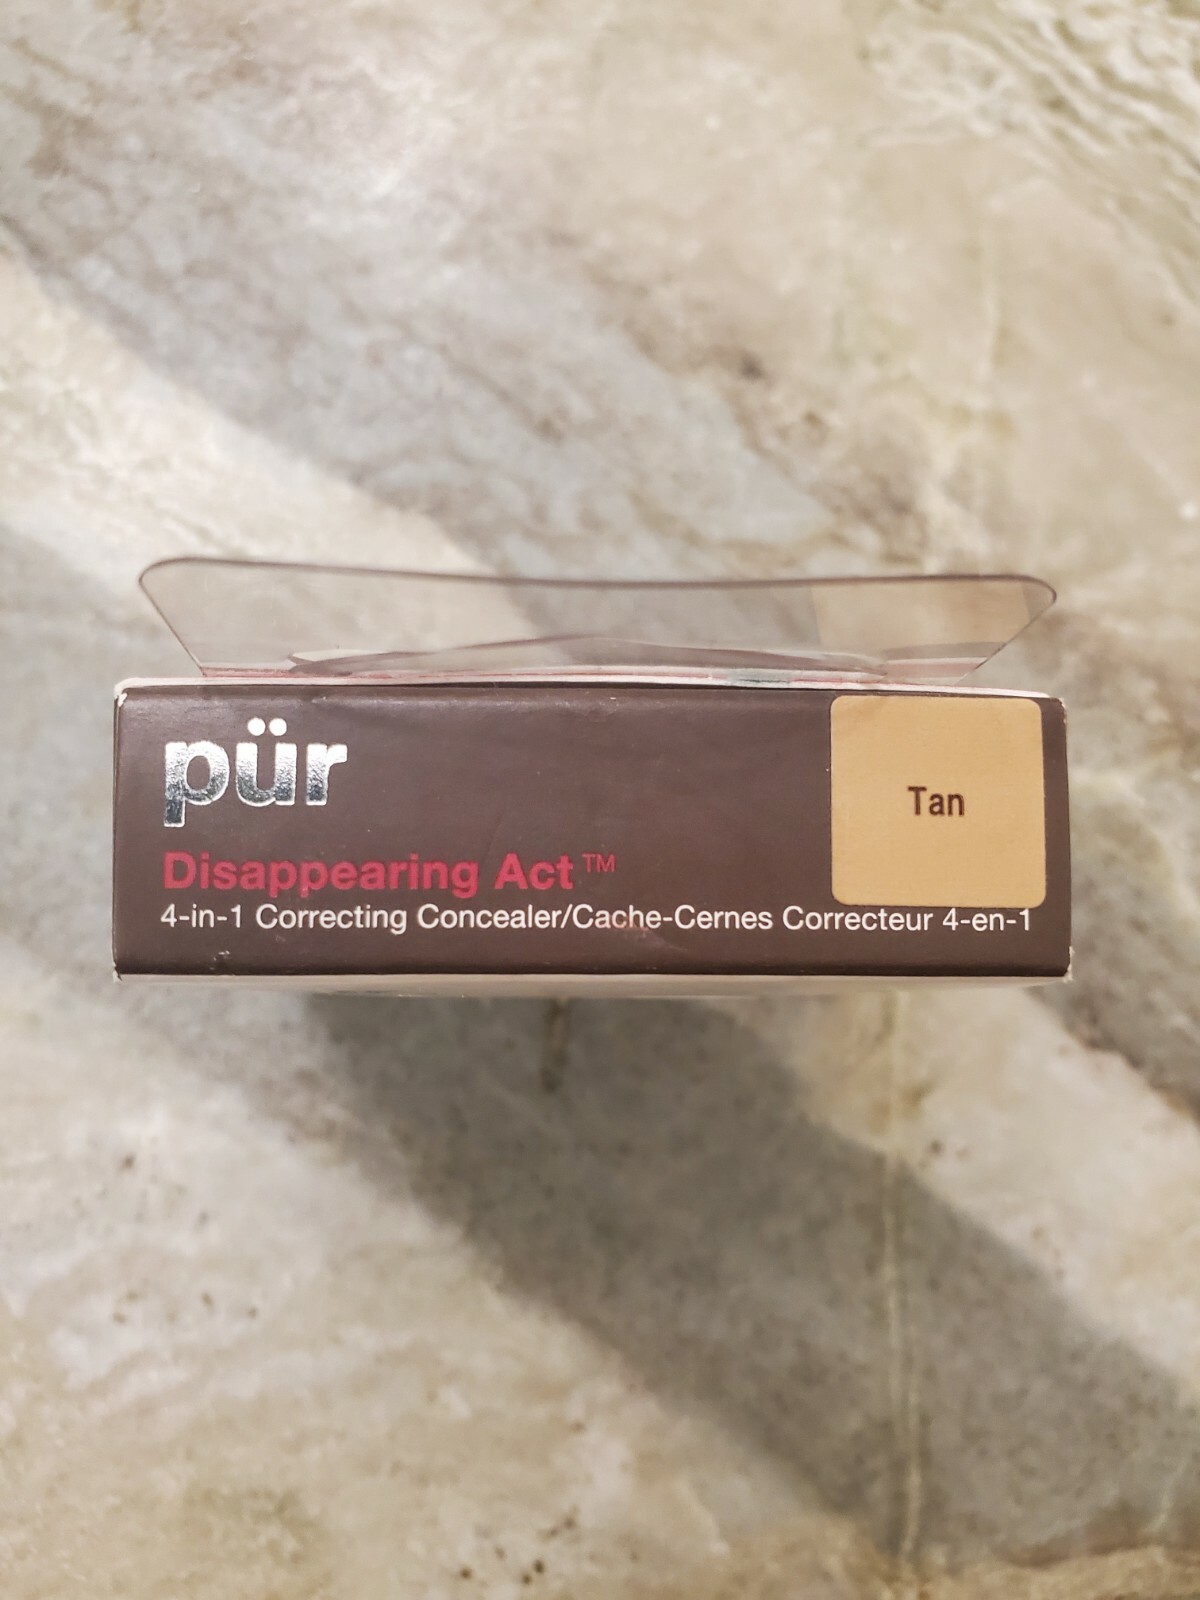 pür
Tan
Disappearing Act™
4-in-1 Correcting Concealer/Cache-Cernes Correcteur 4-en-1